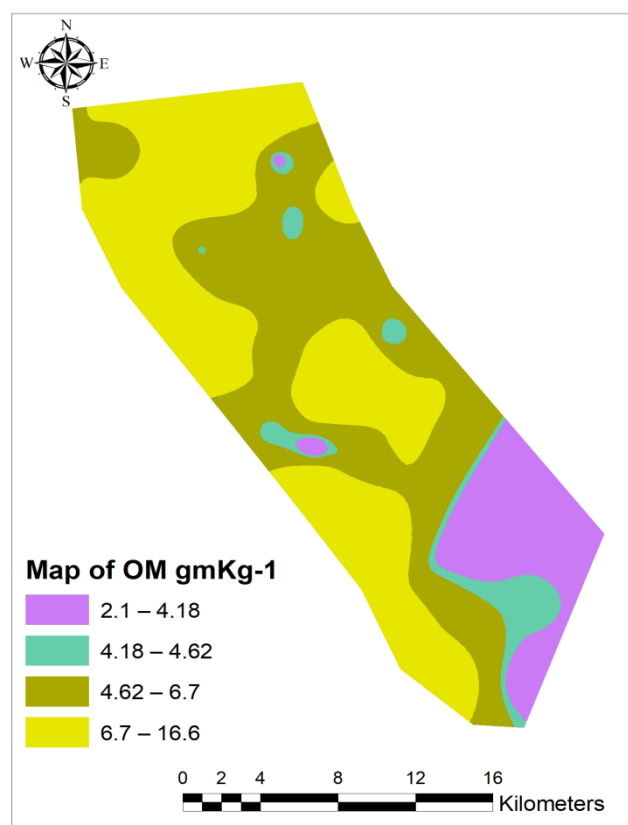 N
W E
S
Map of OM gmKg-1
2.1 – 4.18
4.18 – 4.62
4.62 – 6.7
6.7 – 16.6
0 2 4 8 12 16
Kilometers